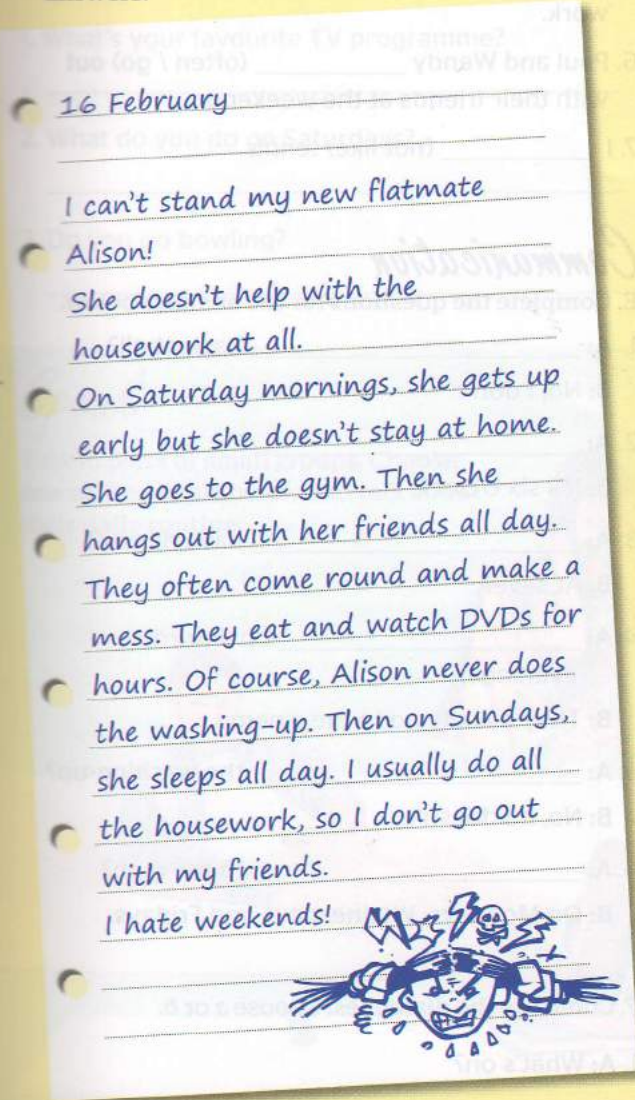 16 February
I can't stand my new flatmate
Alison!
She doesn't help with the
housework at all.
On Saturday mornings, she gets up
early but she doesn't stay at home.
She goes to the gym. Then she
hangs out with her friends all day.
They often come round and make a
mess. They eat and watch DVDs for
hours. Of course, Alison never does
the washing-up. Then on Sundays,
she sleeps all day. I usually do all
the housework, so I don't go out
with my friends.
I hate weekends!